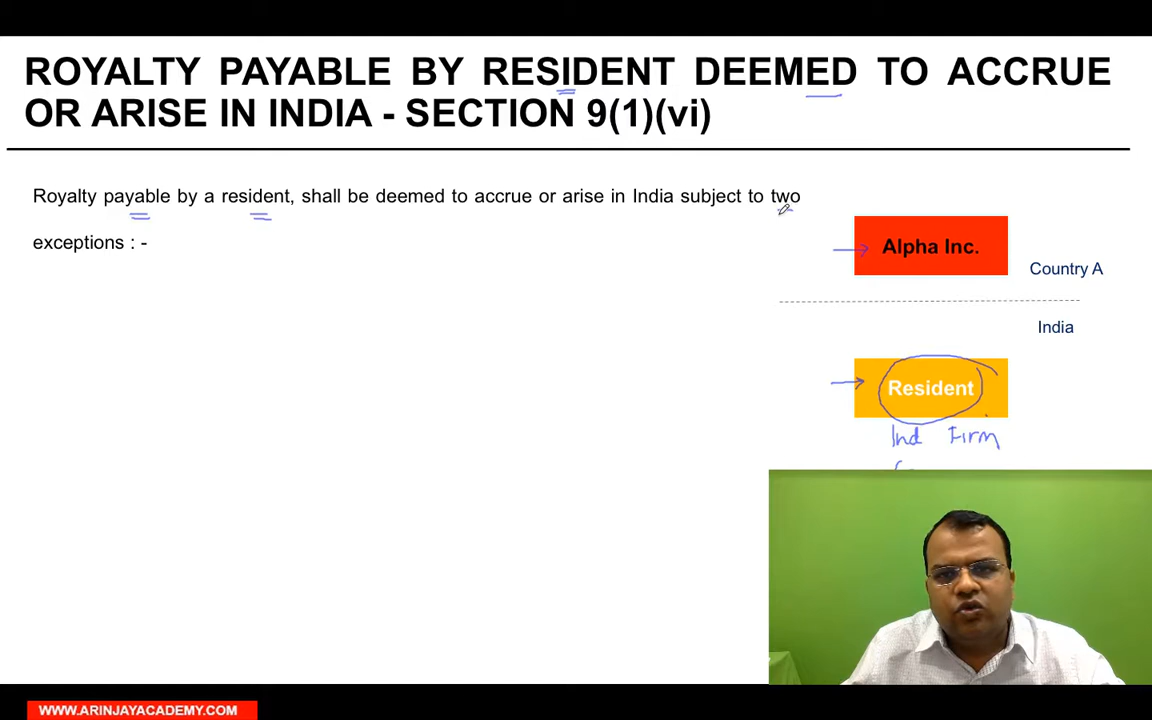 ROYALTY PAYABLE BY RESIDENT DEEMED TO ACCRUE
OR ARISE IN INDIA - SECTION 9(1)(vi)
Royalty payable by a resident, shall be deemed to accrue or arise in India subject to two
exceptions : -
Alpha Inc.
Country A
India
Resident
Ind Firm
WWW.ARINJAYACADEMY.COM